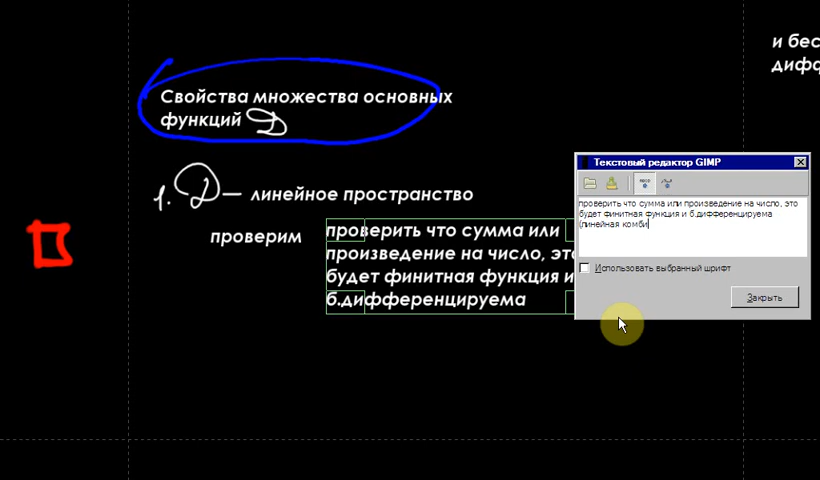 и бес
дифф
Свойства множества основных
функций D
1. D — линейное пространство
проверим
проверить что сумма или
произведение на число, это
будет финитная функция и
б.дифференцируема
Текстовый редактор GIMP
проверить что сумма или произведение на число, это
будет финитная функция и б.дифференцируема
(линейная комби
Использовать выбранный шрифт
Закрыть